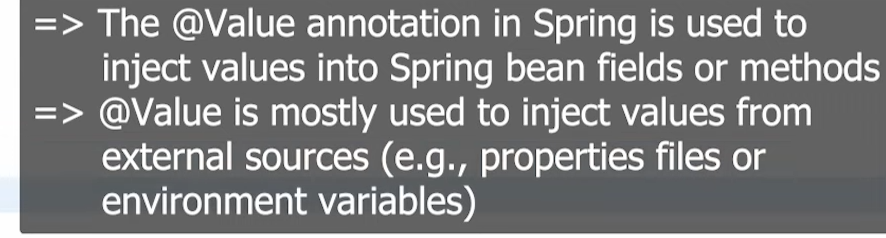 => The @Value annotation in Spring is used to
inject values into Spring bean fields or methods
=> @Value is mostly used to inject values from
external sources (e.g., properties files or
environment variables)